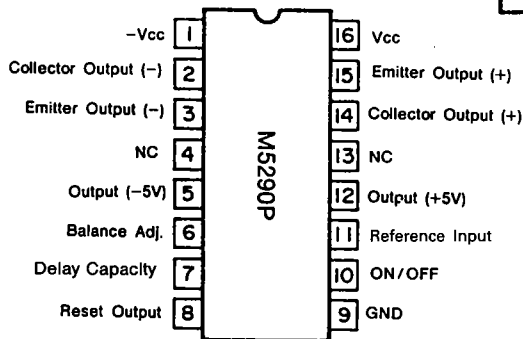 -Vcc 1 16 Vcc
Collector Output (-) 2 15 Emitter Output (+)
Emitter Output (-) 3 14 Collector Output (+)
NC 4 13 NC
M5290P
Output (-5V) 5 12 Output (+5V)
Balance Adj. 6 11 Reference Input
Delay Capacity 7 10 ON/OFF
Reset Output 8 9 GND